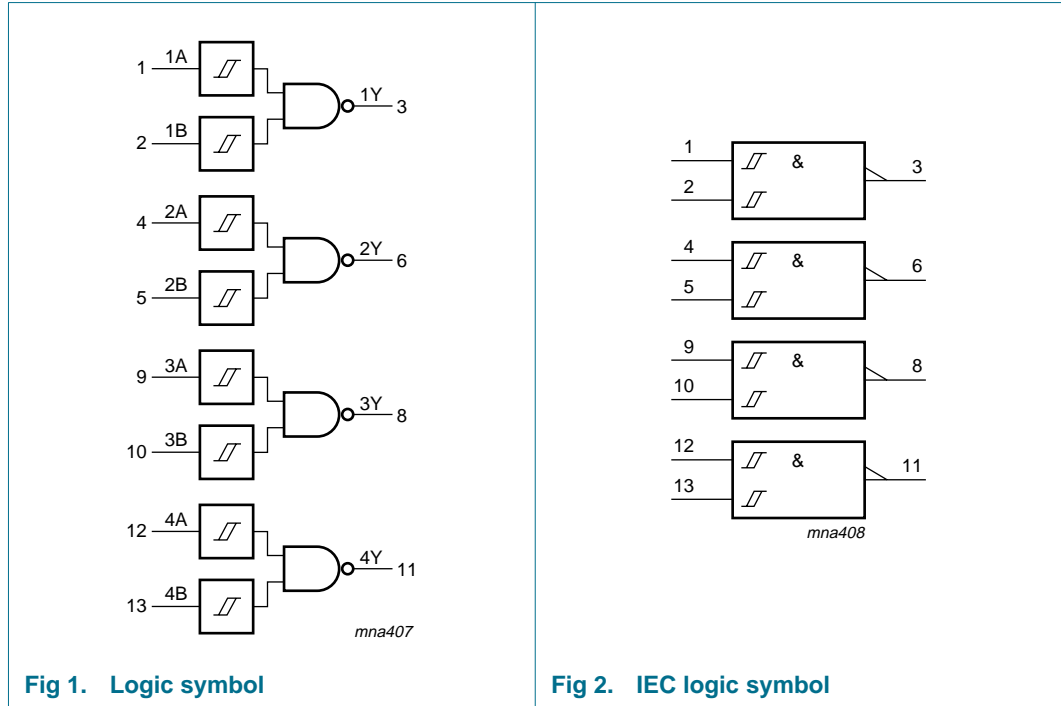 1 1A
1Y 3
2 1B
4 2A
2Y 6
5 2B
9 3A
3Y 8
10 3B
12 4A
4Y 11
13 4B
mna407
Fig 1. Logic symbol
1 & 3
2
4 & 6
5
9 & 8
10
12 & 11
13
mna408
Fig 2. IEC logic symbol